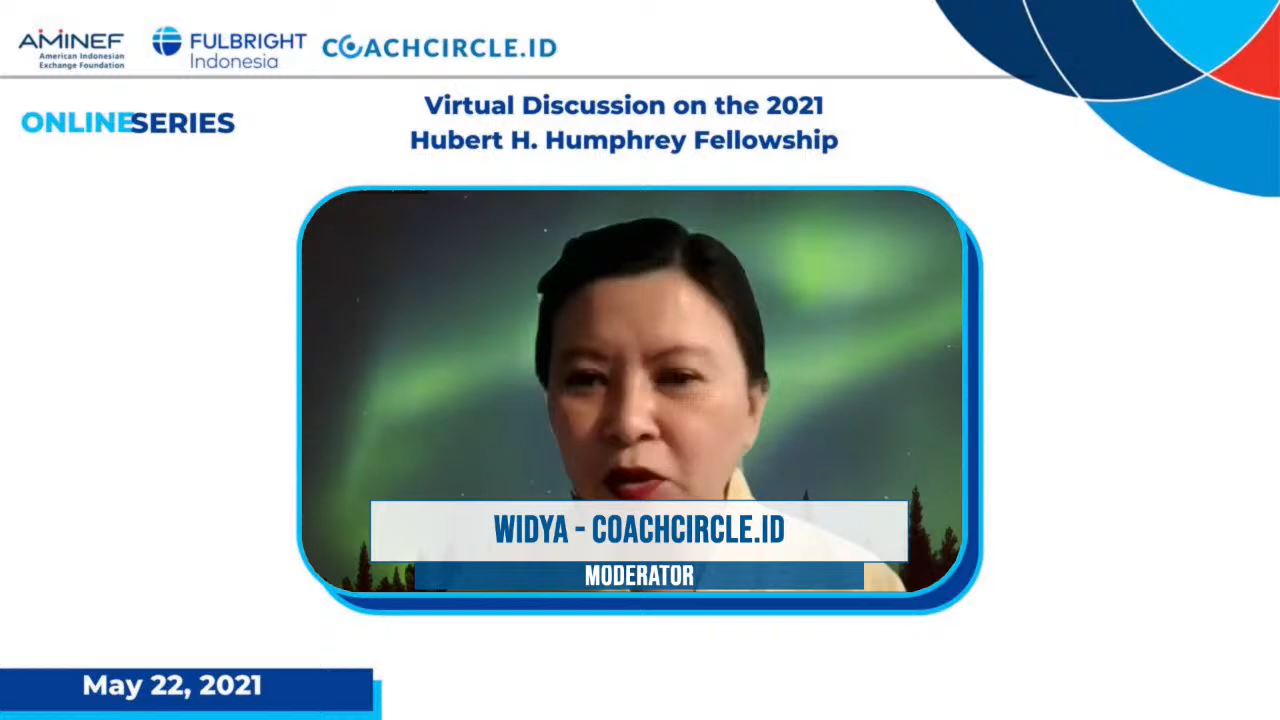 AMINEF
American Indonesian
Exchange Foundation
FULBRIGHT
Indonesia
COACHCIRCLE.ID
ONLINESERIES
Virtual Discussion on the 2021
Hubert H. Humphrey Fellowship
WIDYA - COACHCIRCLE.ID
MODERATOR
May 22, 2021